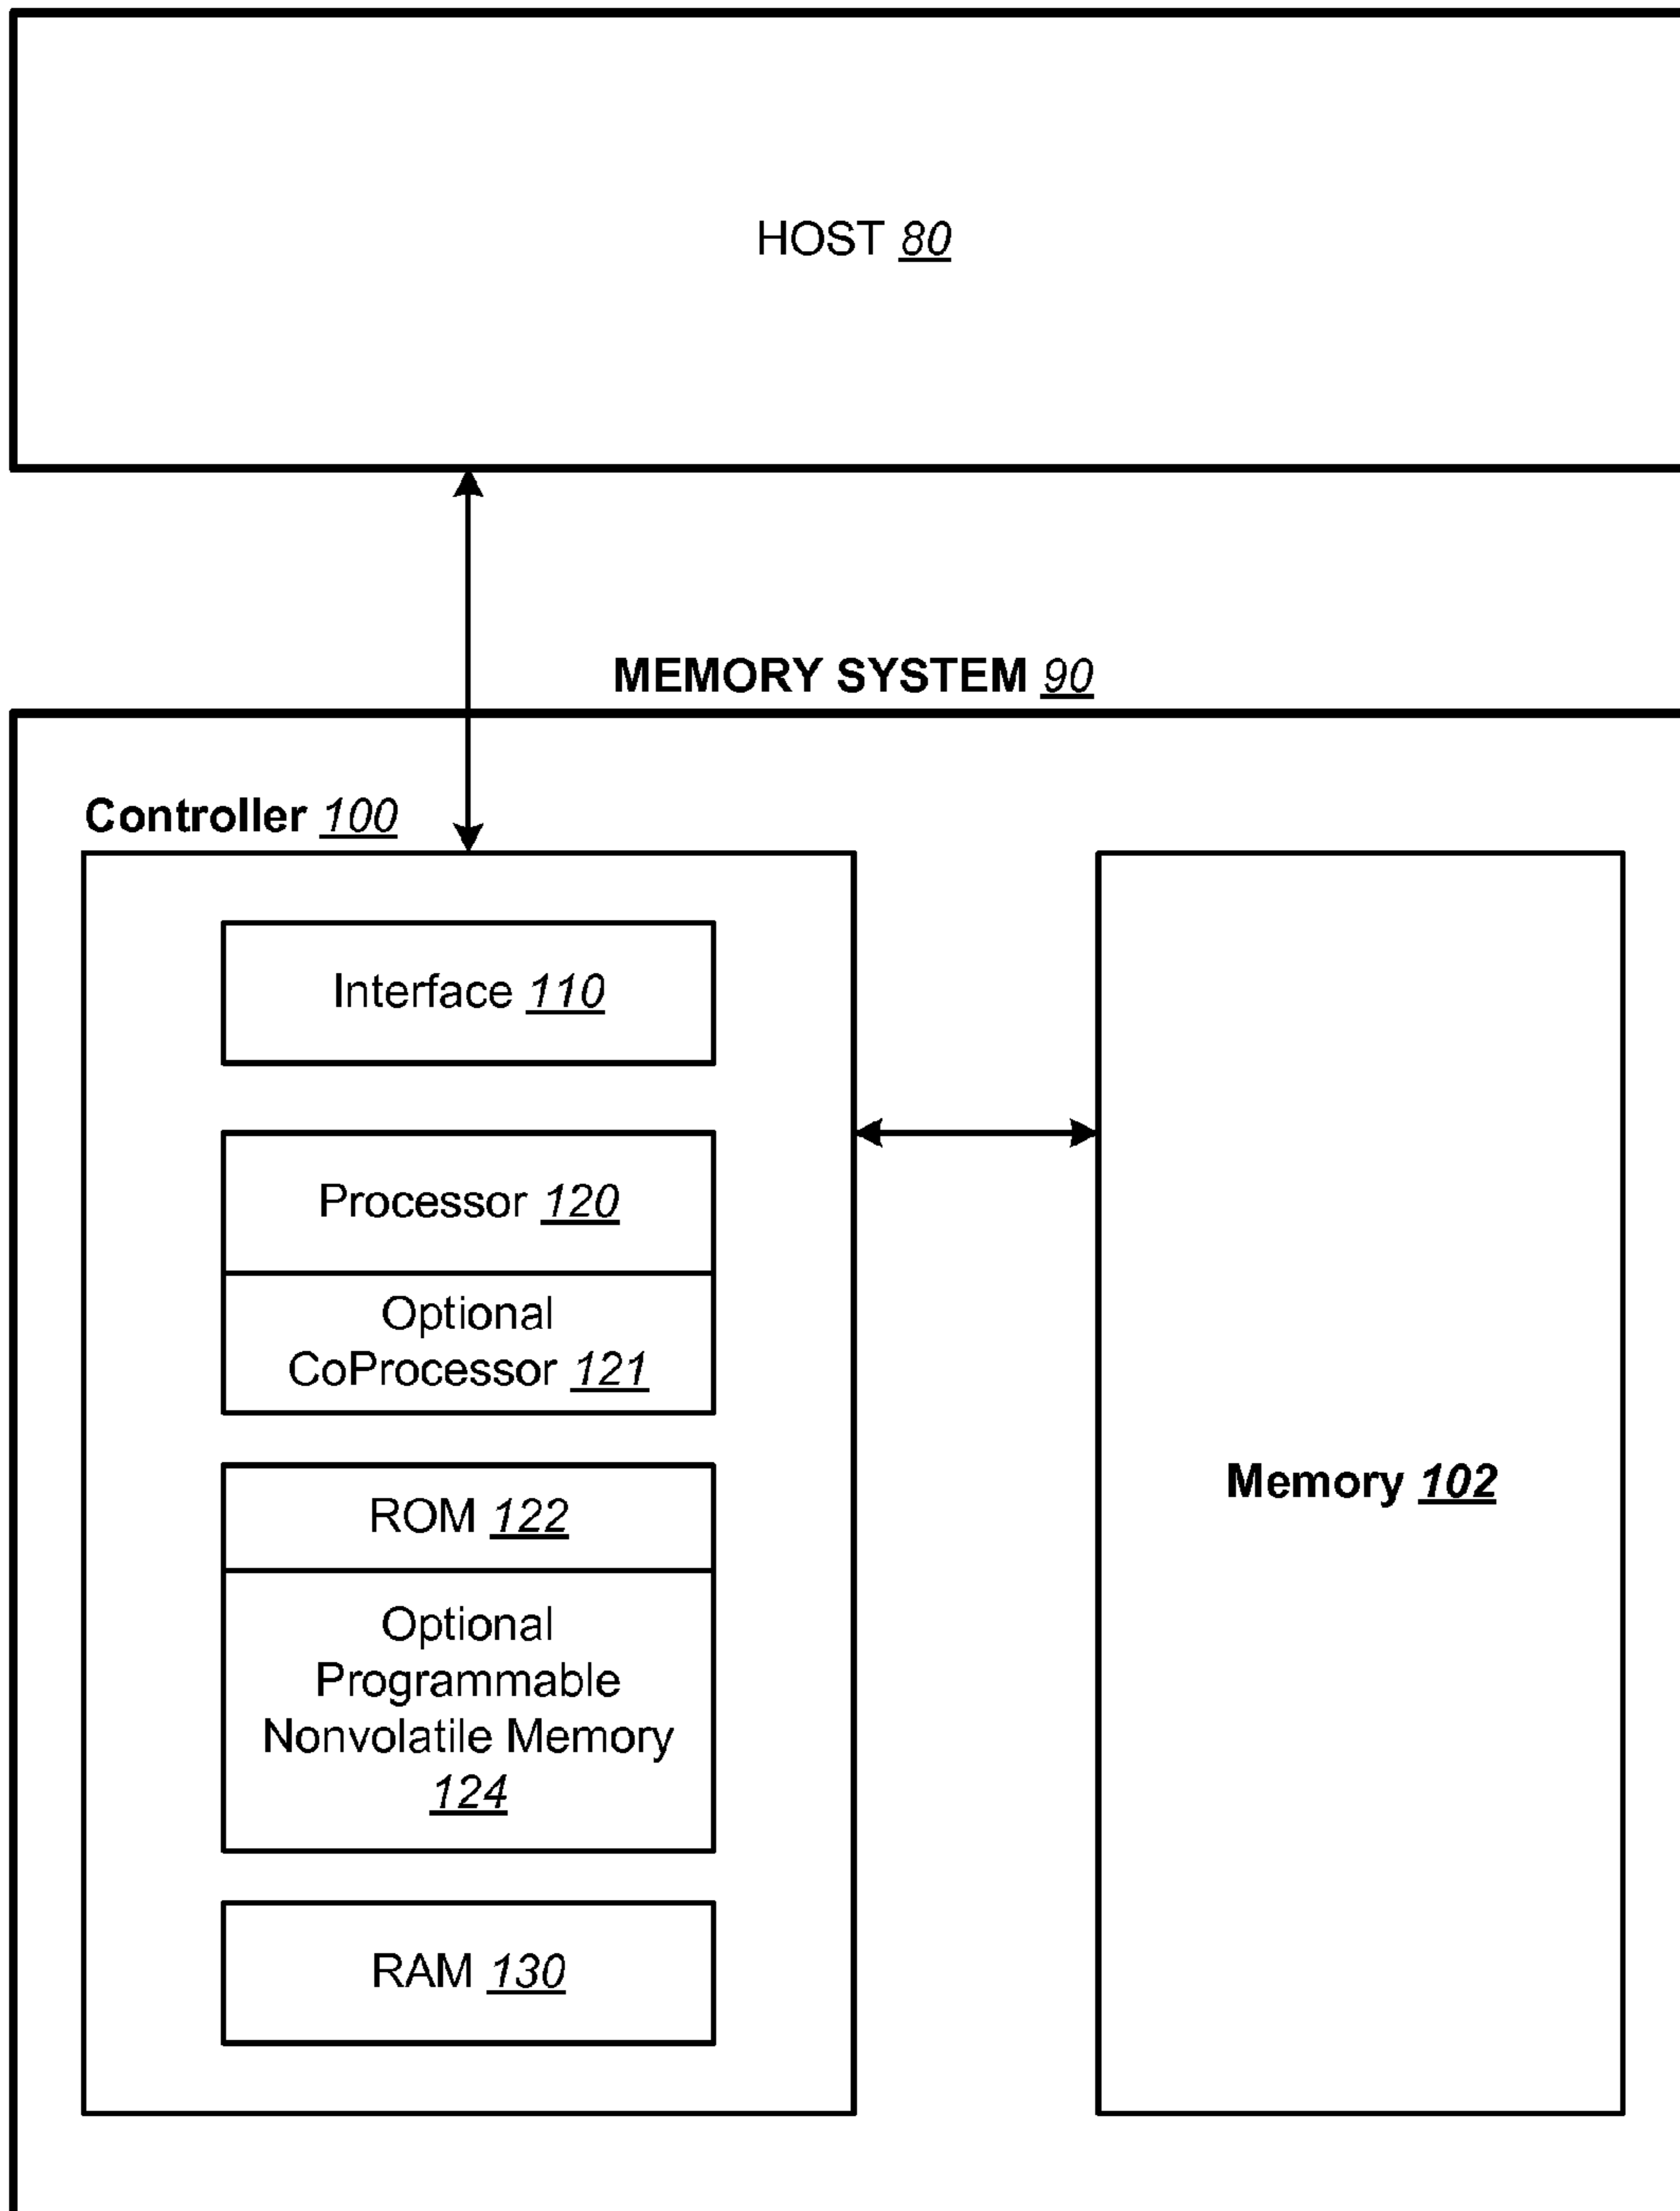 HOST 80
MEMORY SYSTEM 90
Controller 100
Interface 110
Processor 120
Optional
CoProcessor 121
ROM 122
Optional
Programmable
Nonvolatile Memory
124
RAM 130
Memory 102